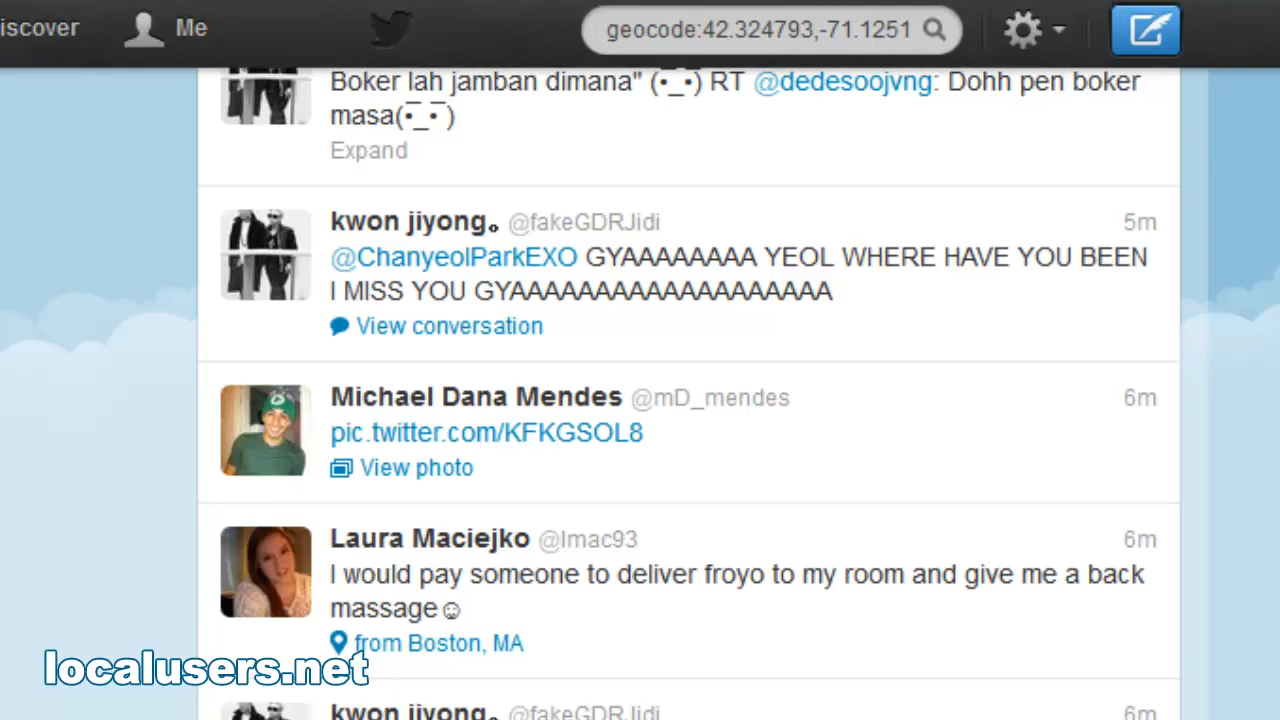 iscover Me geocode:42.324793,-71.1251
Boker lah jamban dimana" (•̅_•̅) RT @dedesoojvng: Dohh pen boker
masa(•̅_•̅)
Expand
kwon jiyong。 @fakeGDRJidi 5m
@ChanyeolParkEXO GYAAAAAAAA YEOL WHERE HAVE YOU BEEN
I MISS YOU GYAAAAAAAAAAAAAAAAAAA
View conversation
Michael Dana Mendes @mD_mendes 6m
pic.twitter.com/KFKGSOL8
View photo
Laura Maciejko @lmac93 6m
I would pay someone to deliver froyo to my room and give me a back
massage☺
from Boston, MA
localusers.net
kwon jiyong。 @fakeGDRJidi 6m